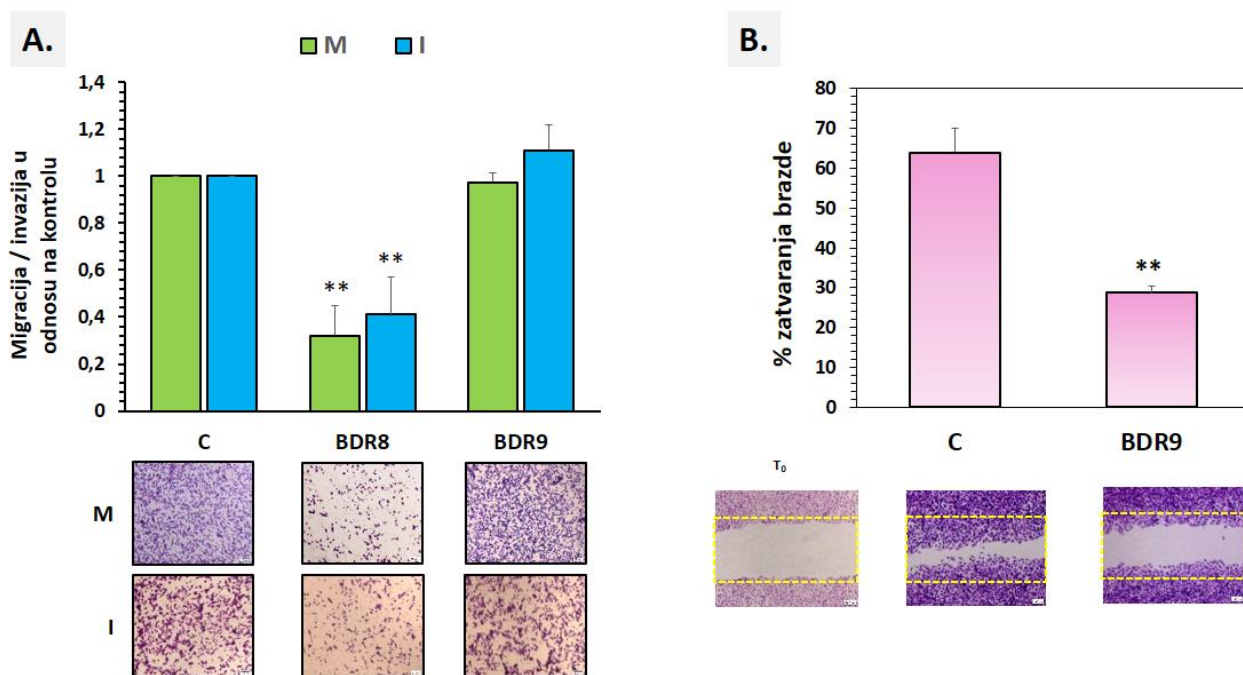 A.
M I
Migracija / invazija u
odnosu na kontrolu
1,4
1,2
1
0,8
0,6
0,4
0,2
0
** **
C BDR8 BDR9
M
I
B.
% zatvaranja brazde
80
70
60
50
40
30
20
10
0
**
C BDR9
T₀